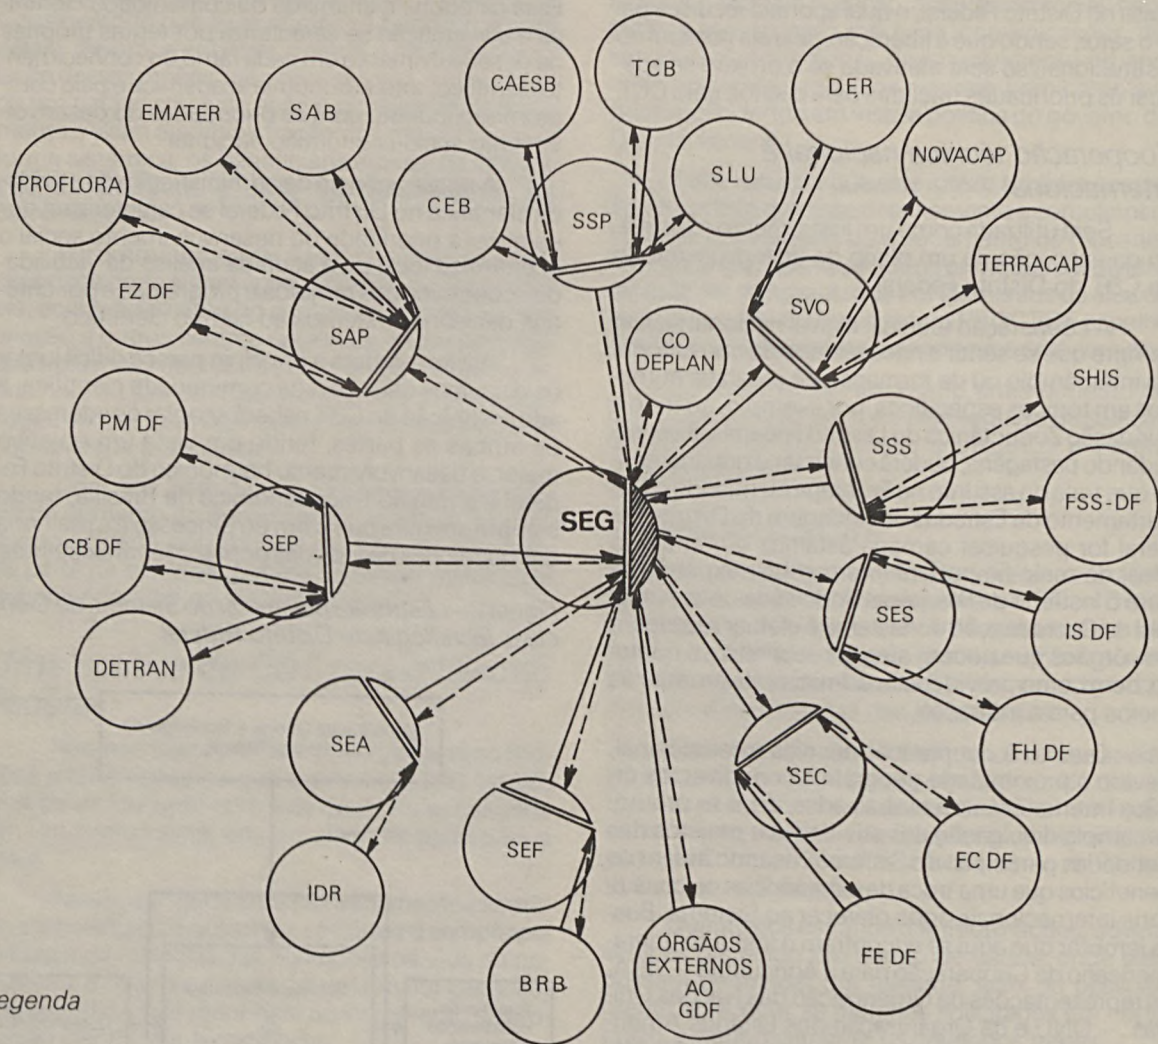 TCB
DER
CAESB
SAB
EMATER
NOVACAP
SLU
PROFLORA
CEB
SSP
TERRACAP
FZ DF
SVO
SAP
CO
DEPLAN
SHIS
PM DF
SSS
FSS-DF
SEG
CB DF
SEP
SES
IS DF
DETRAN
SEA
FH DF
SEC
SEF
FC DF
IDR
ÓRGÃOS
EXTERNOS
AO
GDF
FE DF
BRB
egenda